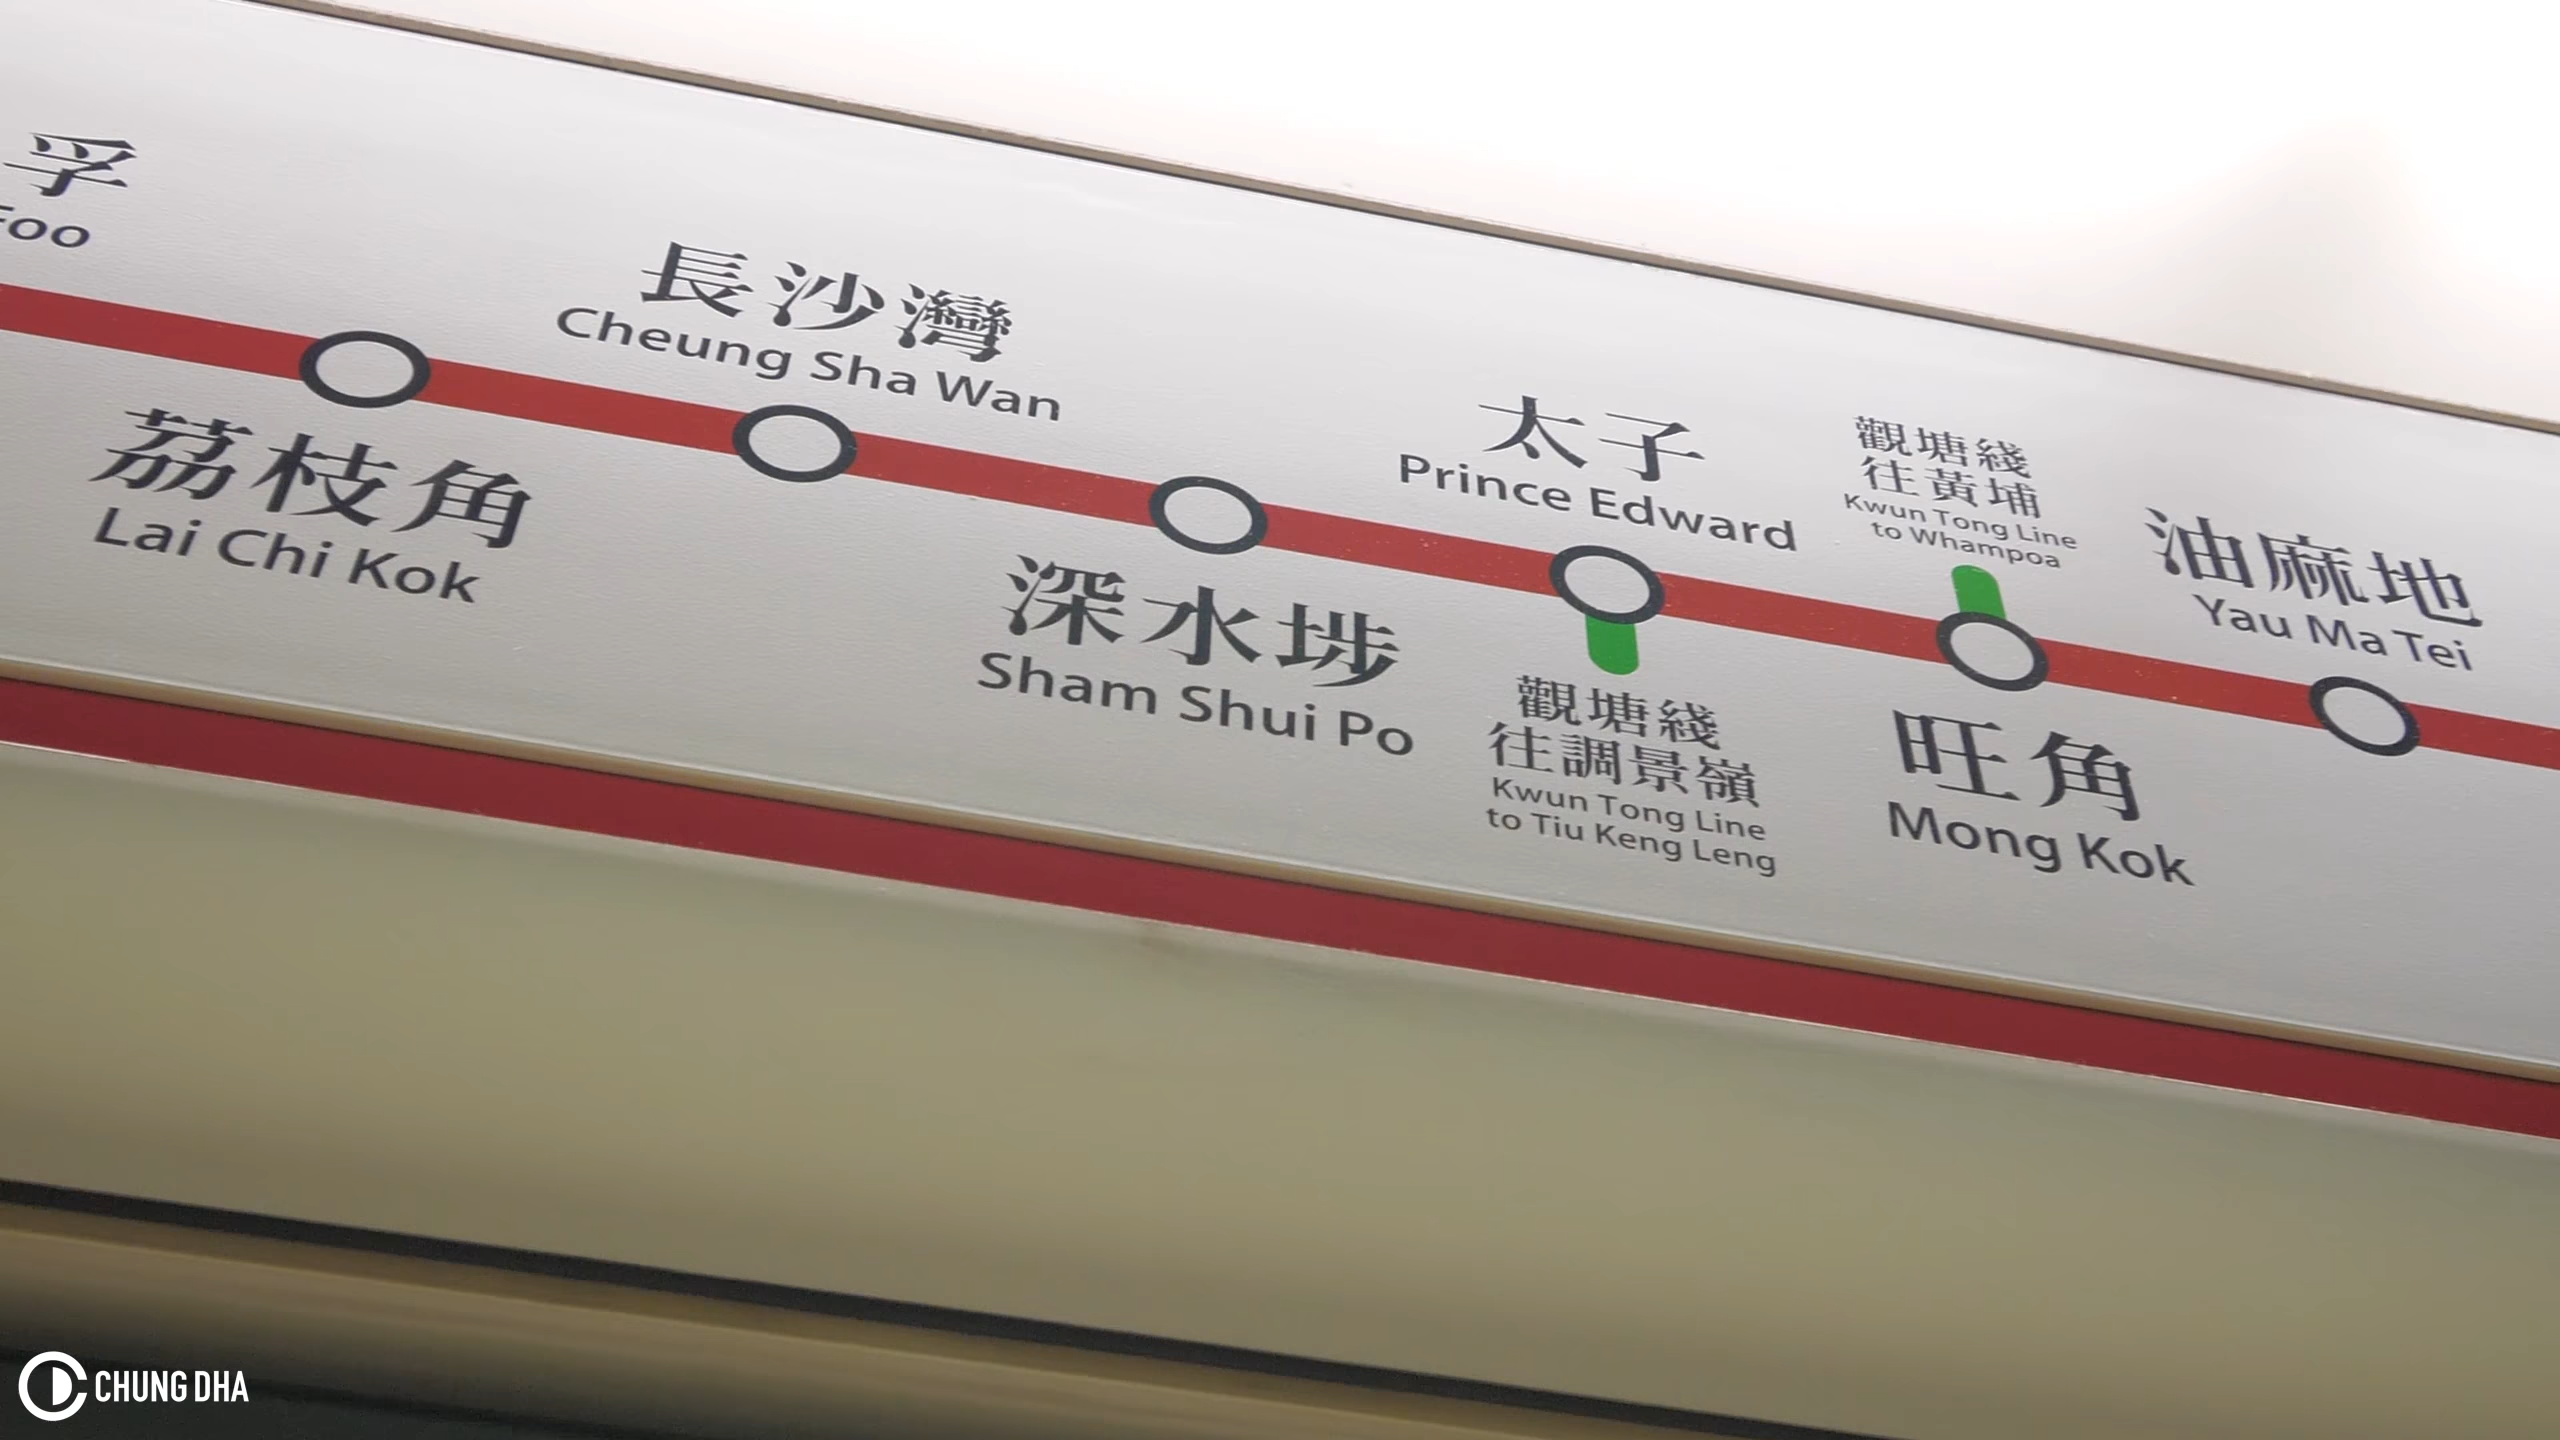 孚
Foo
荔枝角
Lai Chi Kok
長沙灣
Cheung Sha Wan
深水埗
Sham Shui Po
太子
Prince Edward
觀塘綫
往調景嶺
Kwun Tong Line
to Tiu Keng Leng
觀塘綫
往黃埔
Kwun Tong Line
to Whampoa
旺角
Mong Kok
油麻地
Yau Ma Tei
CHUNG DHA